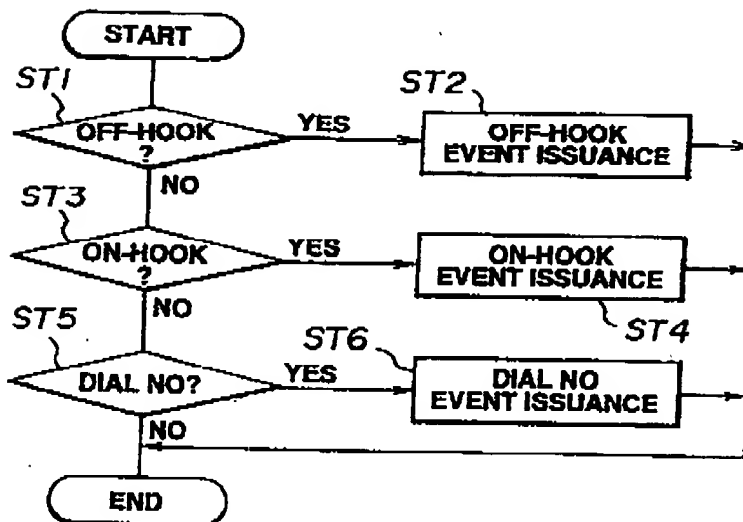 START
ST1
OFF-HOOK
?
YES
ST2
OFF-HOOK
EVENT ISSUANCE
NO
ST3
ON-HOOK
?
YES
ON-HOOK
EVENT ISSUANCE
ST4
NO
ST5
DIAL NO?
YES
ST6
DIAL NO
EVENT ISSUANCE
NO
END